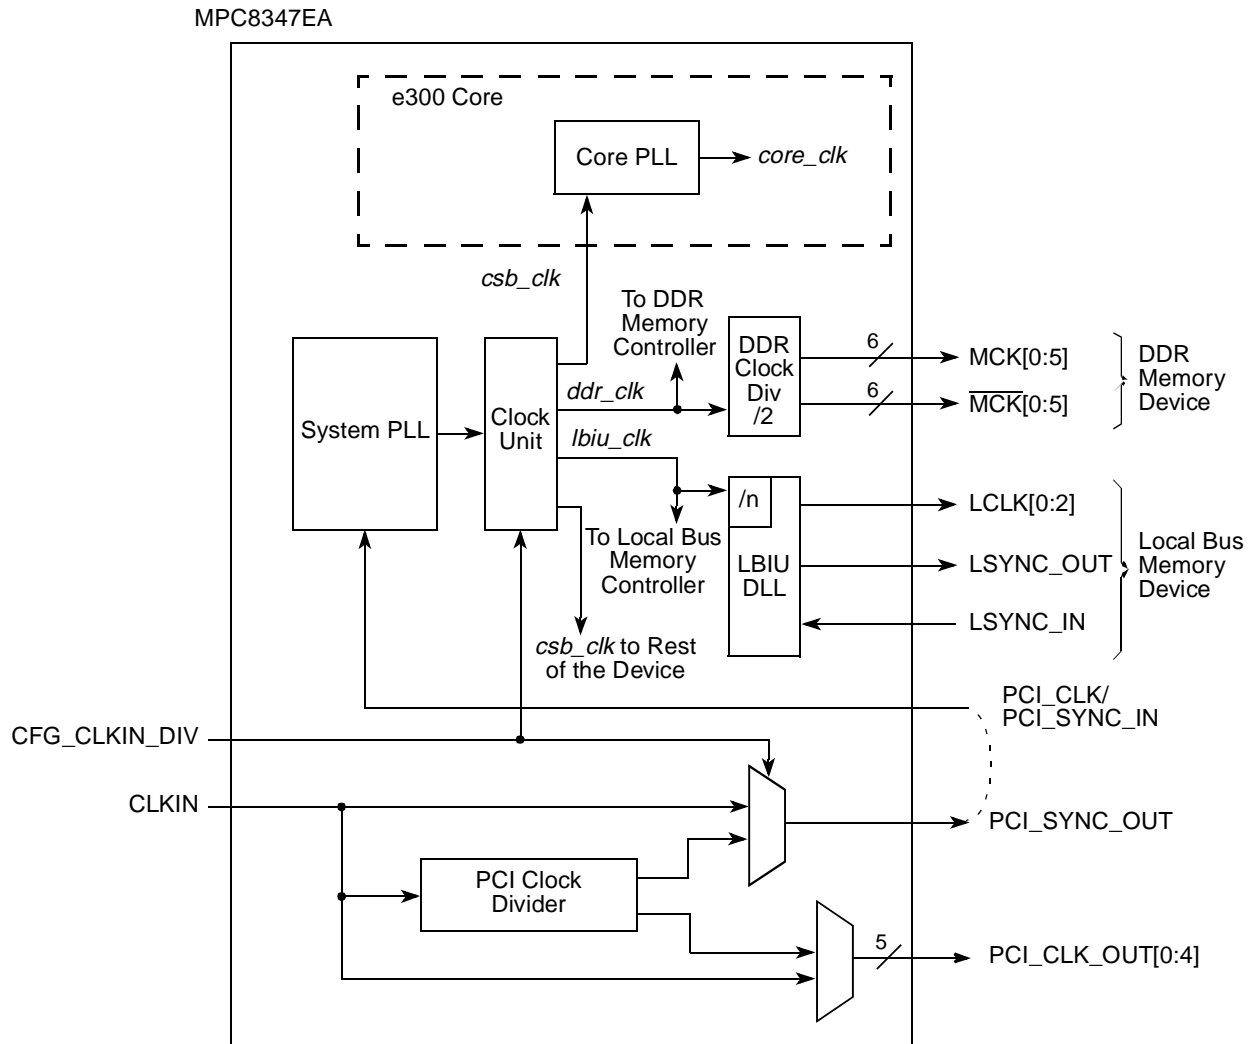 MPC8347EA
e300 Core
Core PLL
core_clk
csb_clk
To DDR
Memory
Controller
DDR
Clock
Div
/2
6
MCK[0:5]
6
MCK[0:5]
DDR
Memory
Device
System PLL
Clock
Unit
ddr_clk
lbiu_clk
/n
LBIU
DLL
To Local Bus
Memory
Controller
LCLK[0:2]
LSYNC_OUT
LSYNC_IN
Local Bus
Memory
Device
csb_clk to Rest
of the Device
PCI_CLK/
PCI_SYNC_IN
CFG_CLKIN_DIV
CLKIN
PCI_SYNC_OUT
PCI Clock
Divider
5
PCI_CLK_OUT[0:4]